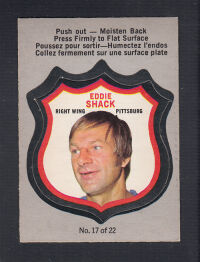 Push out — Moisten Back
Press Firmly to Flat Surface
Poussez pour sortir—Humectez l'endos
Collez fermement sur une surface plate
EDDIE
SHACK
RIGHT WING PITTSBURG
No. 17 of 22